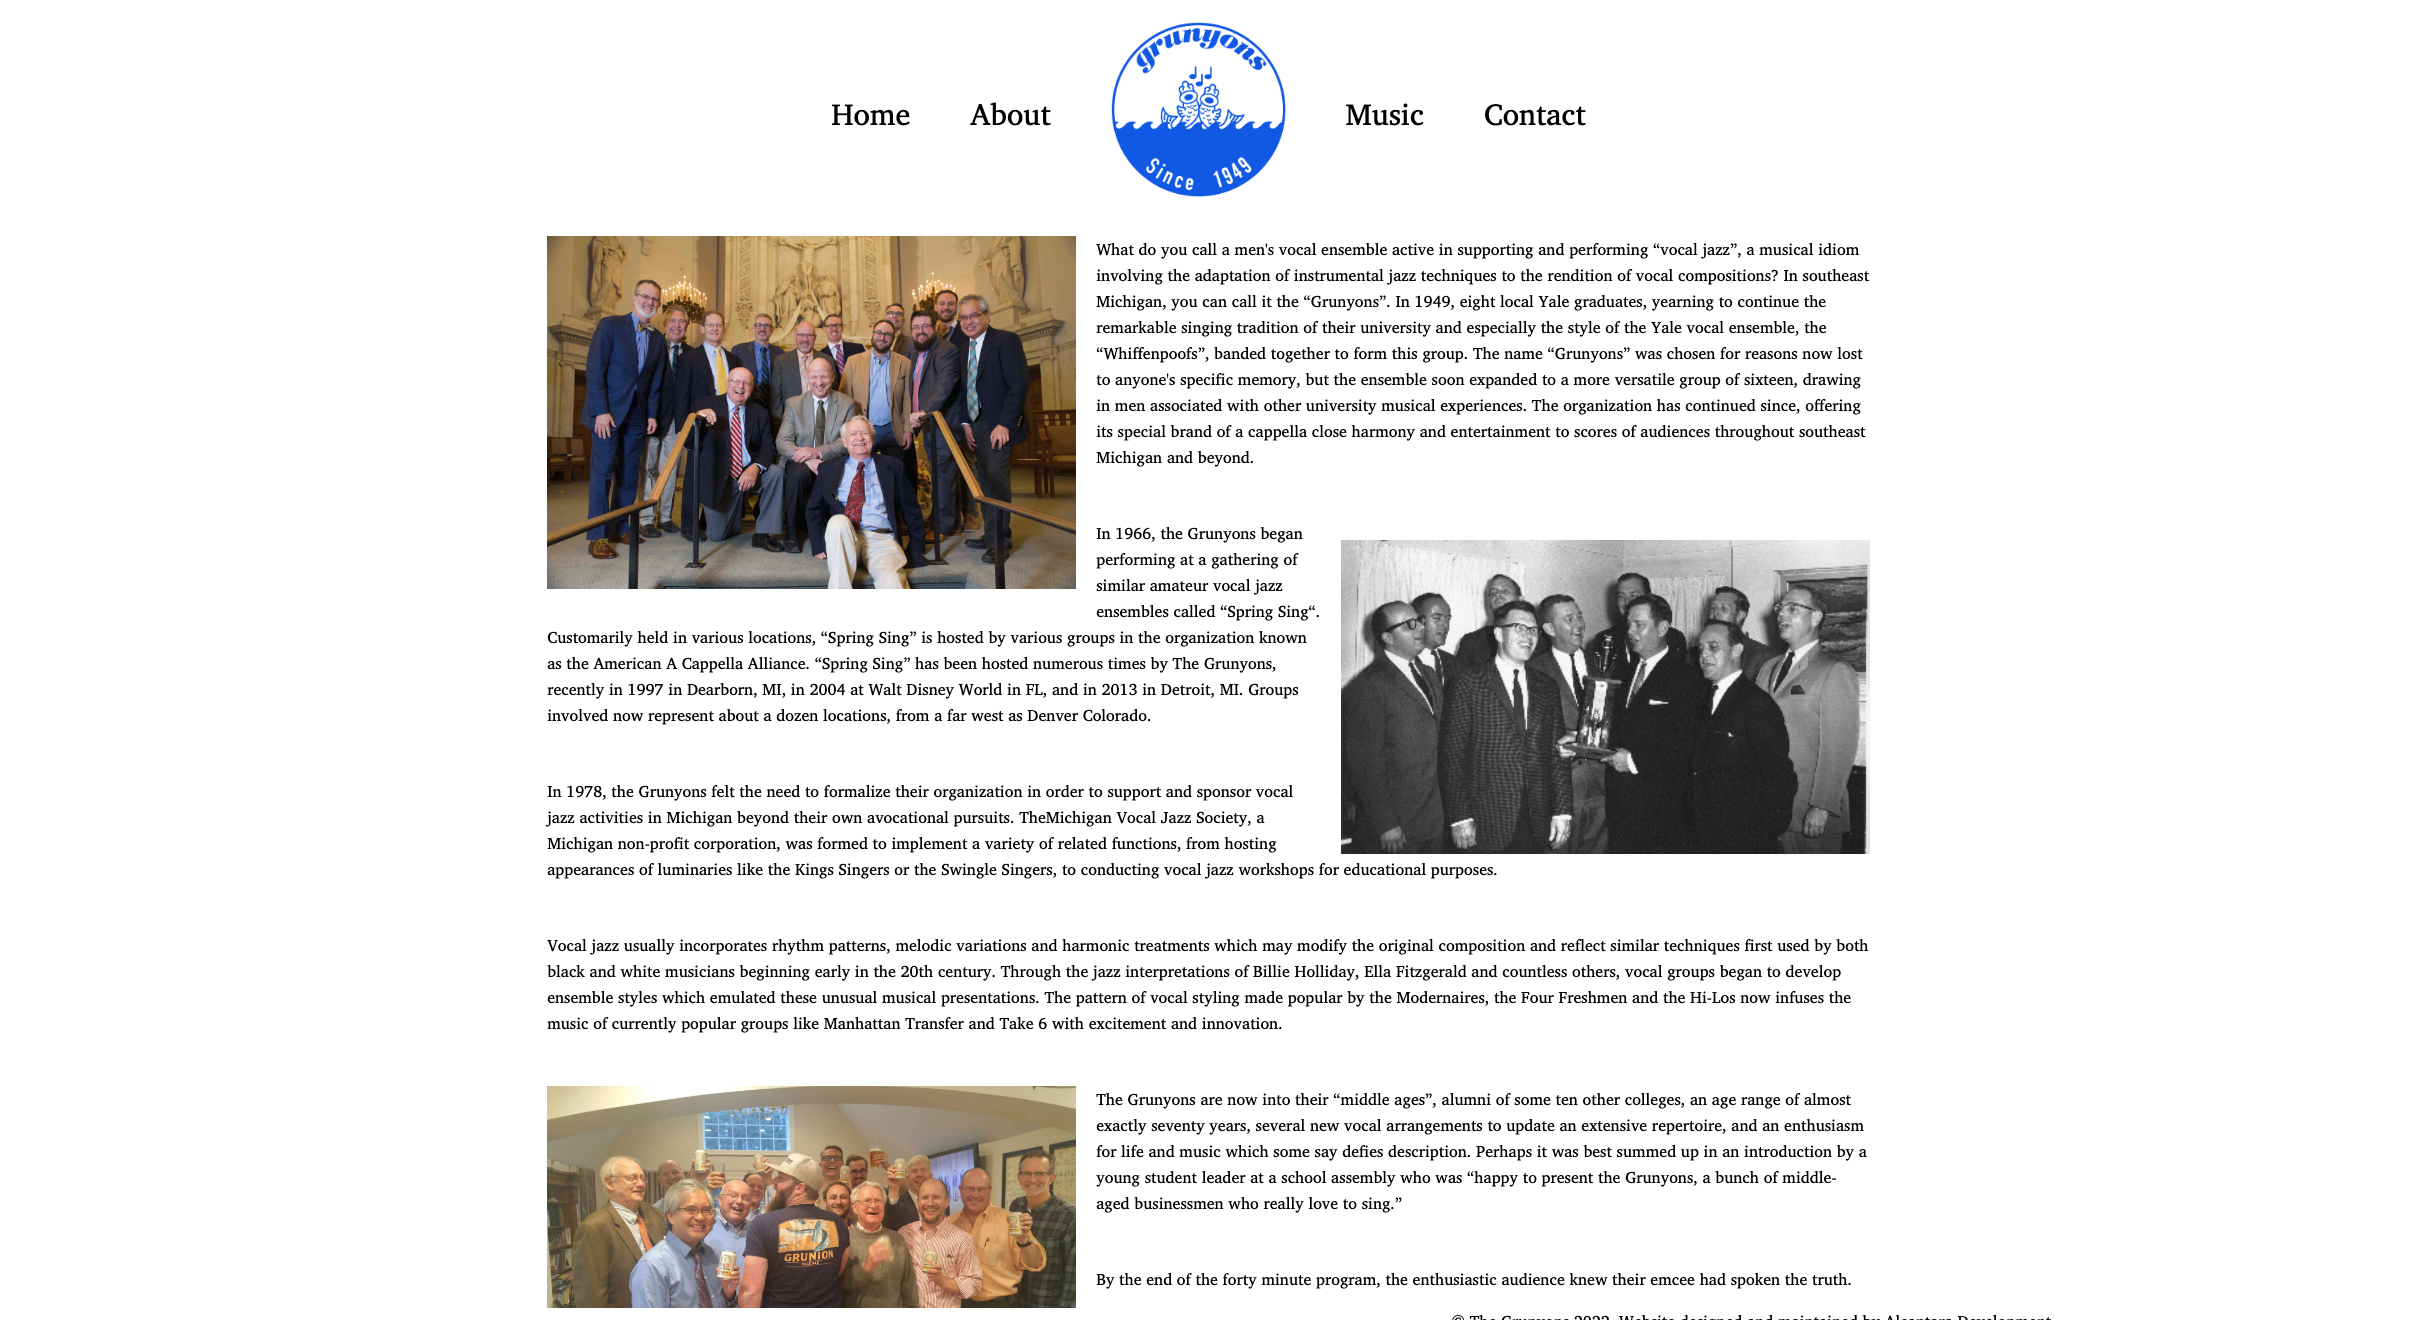 Home
About
grunyons
Since 1949
Music
Contact
What do you call a men's vocal ensemble active in supporting and performing “vocal jazz”, a musical idiom
involving the adaptation of instrumental jazz techniques to the rendition of vocal compositions? In southeast
Michigan, you can call it the “Grunyons”. In 1949, eight local Yale graduates, yearning to continue the
remarkable singing tradition of their university and especially the style of the Yale vocal ensemble, the
“Whiffenpoofs”, banded together to form this group. The name “Grunyons” was chosen for reasons now lost
to anyone's specific memory, but the ensemble soon expanded to a more versatile group of sixteen, drawing
in men associated with other university musical experiences. The organization has continued since, offering
its special brand of a cappella close harmony and entertainment to scores of audiences throughout southeast
Michigan and beyond.
In 1966, the Grunyons began
performing at a gathering of
similar amateur vocal jazz
ensembles called “Spring Sing“.
Customarily held in various locations, “Spring Sing” is hosted by various groups in the organization known
as the American A Cappella Alliance. “Spring Sing” has been hosted numerous times by The Grunyons,
recently in 1997 in Dearborn, MI, in 2004 at Walt Disney World in FL, and in 2013 in Detroit, MI. Groups
involved now represent about a dozen locations, from a far west as Denver Colorado.
In 1978, the Grunyons felt the need to formalize their organization in order to support and sponsor vocal
jazz activities in Michigan beyond their own avocational pursuits. TheMichigan Vocal Jazz Society, a
Michigan non-profit corporation, was formed to implement a variety of related functions, from hosting
appearances of luminaries like the Kings Singers or the Swingle Singers, to conducting vocal jazz workshops for educational purposes.
Vocal jazz usually incorporates rhythm patterns, melodic variations and harmonic treatments which may modify the original composition and reflect similar techniques first used by both
black and white musicians beginning early in the 20th century. Through the jazz interpretations of Billie Holliday, Ella Fitzgerald and countless others, vocal groups began to develop
ensemble styles which emulated these unusual musical presentations. The pattern of vocal styling made popular by the Modernaires, the Four Freshmen and the Hi-Los now infuses the
music of currently popular groups like Manhattan Transfer and Take 6 with excitement and innovation.
The Grunyons are now into their “middle ages”, alumni of some ten other colleges, an age range of almost
exactly seventy years, several new vocal arrangements to update an extensive repertoire, and an enthusiasm
for life and music which some say defies description. Perhaps it was best summed up in an introduction by a
young student leader at a school assembly who was “happy to present the Grunyons, a bunch of middle-
aged businessmen who really love to sing.”
GRUNION
PALE ALE
By the end of the forty minute program, the enthusiastic audience knew their emcee had spoken the truth.
© The Grunyons 2022. Website designed and maintained by Alcantara Development